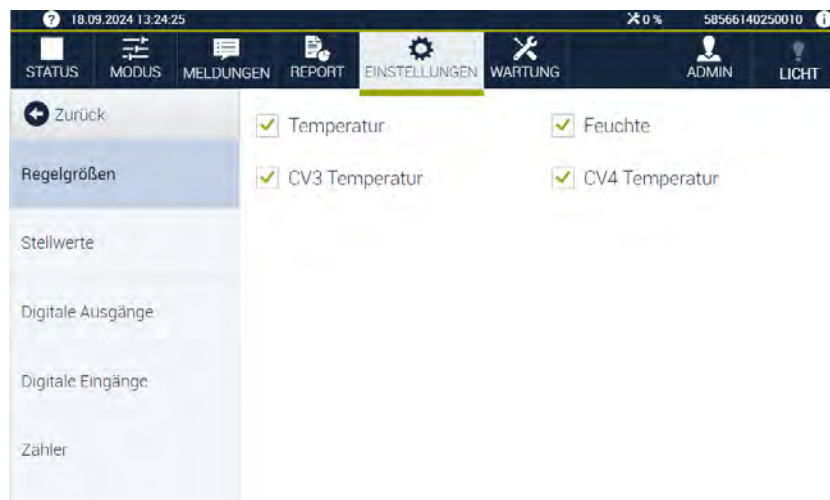 ? 18.09.2024 13:24:25 0 % 58566140250010 i
STATUS MODUS MELDUNGEN REPORT EINSTELLUNGEN WARTUNG ADMIN LICHT
Zurück
Temperatur Feuchte
Regelgrößen
CV3 Temperatur CV4 Temperatur
Stellwerte
Digitale Ausgänge
Digitale Eingänge
Zähler